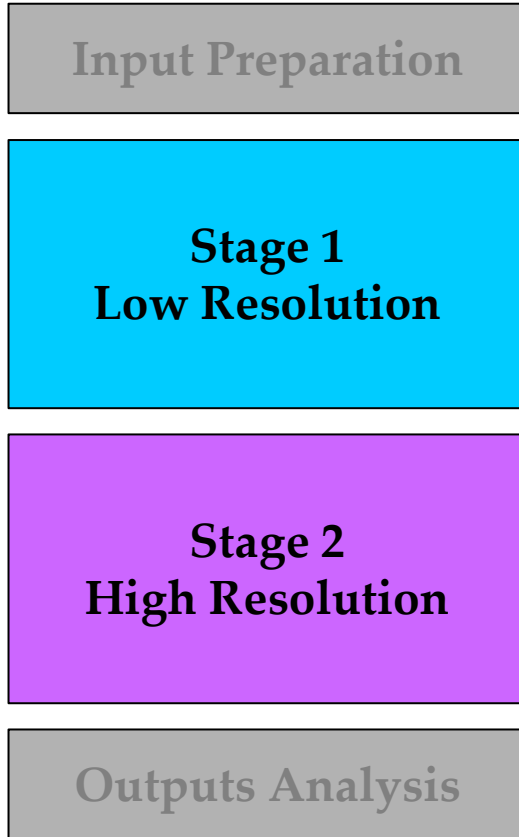 Input Preparation
Stage 1
Low Resolution
Stage 2
High Resolution
Outputs Analysis